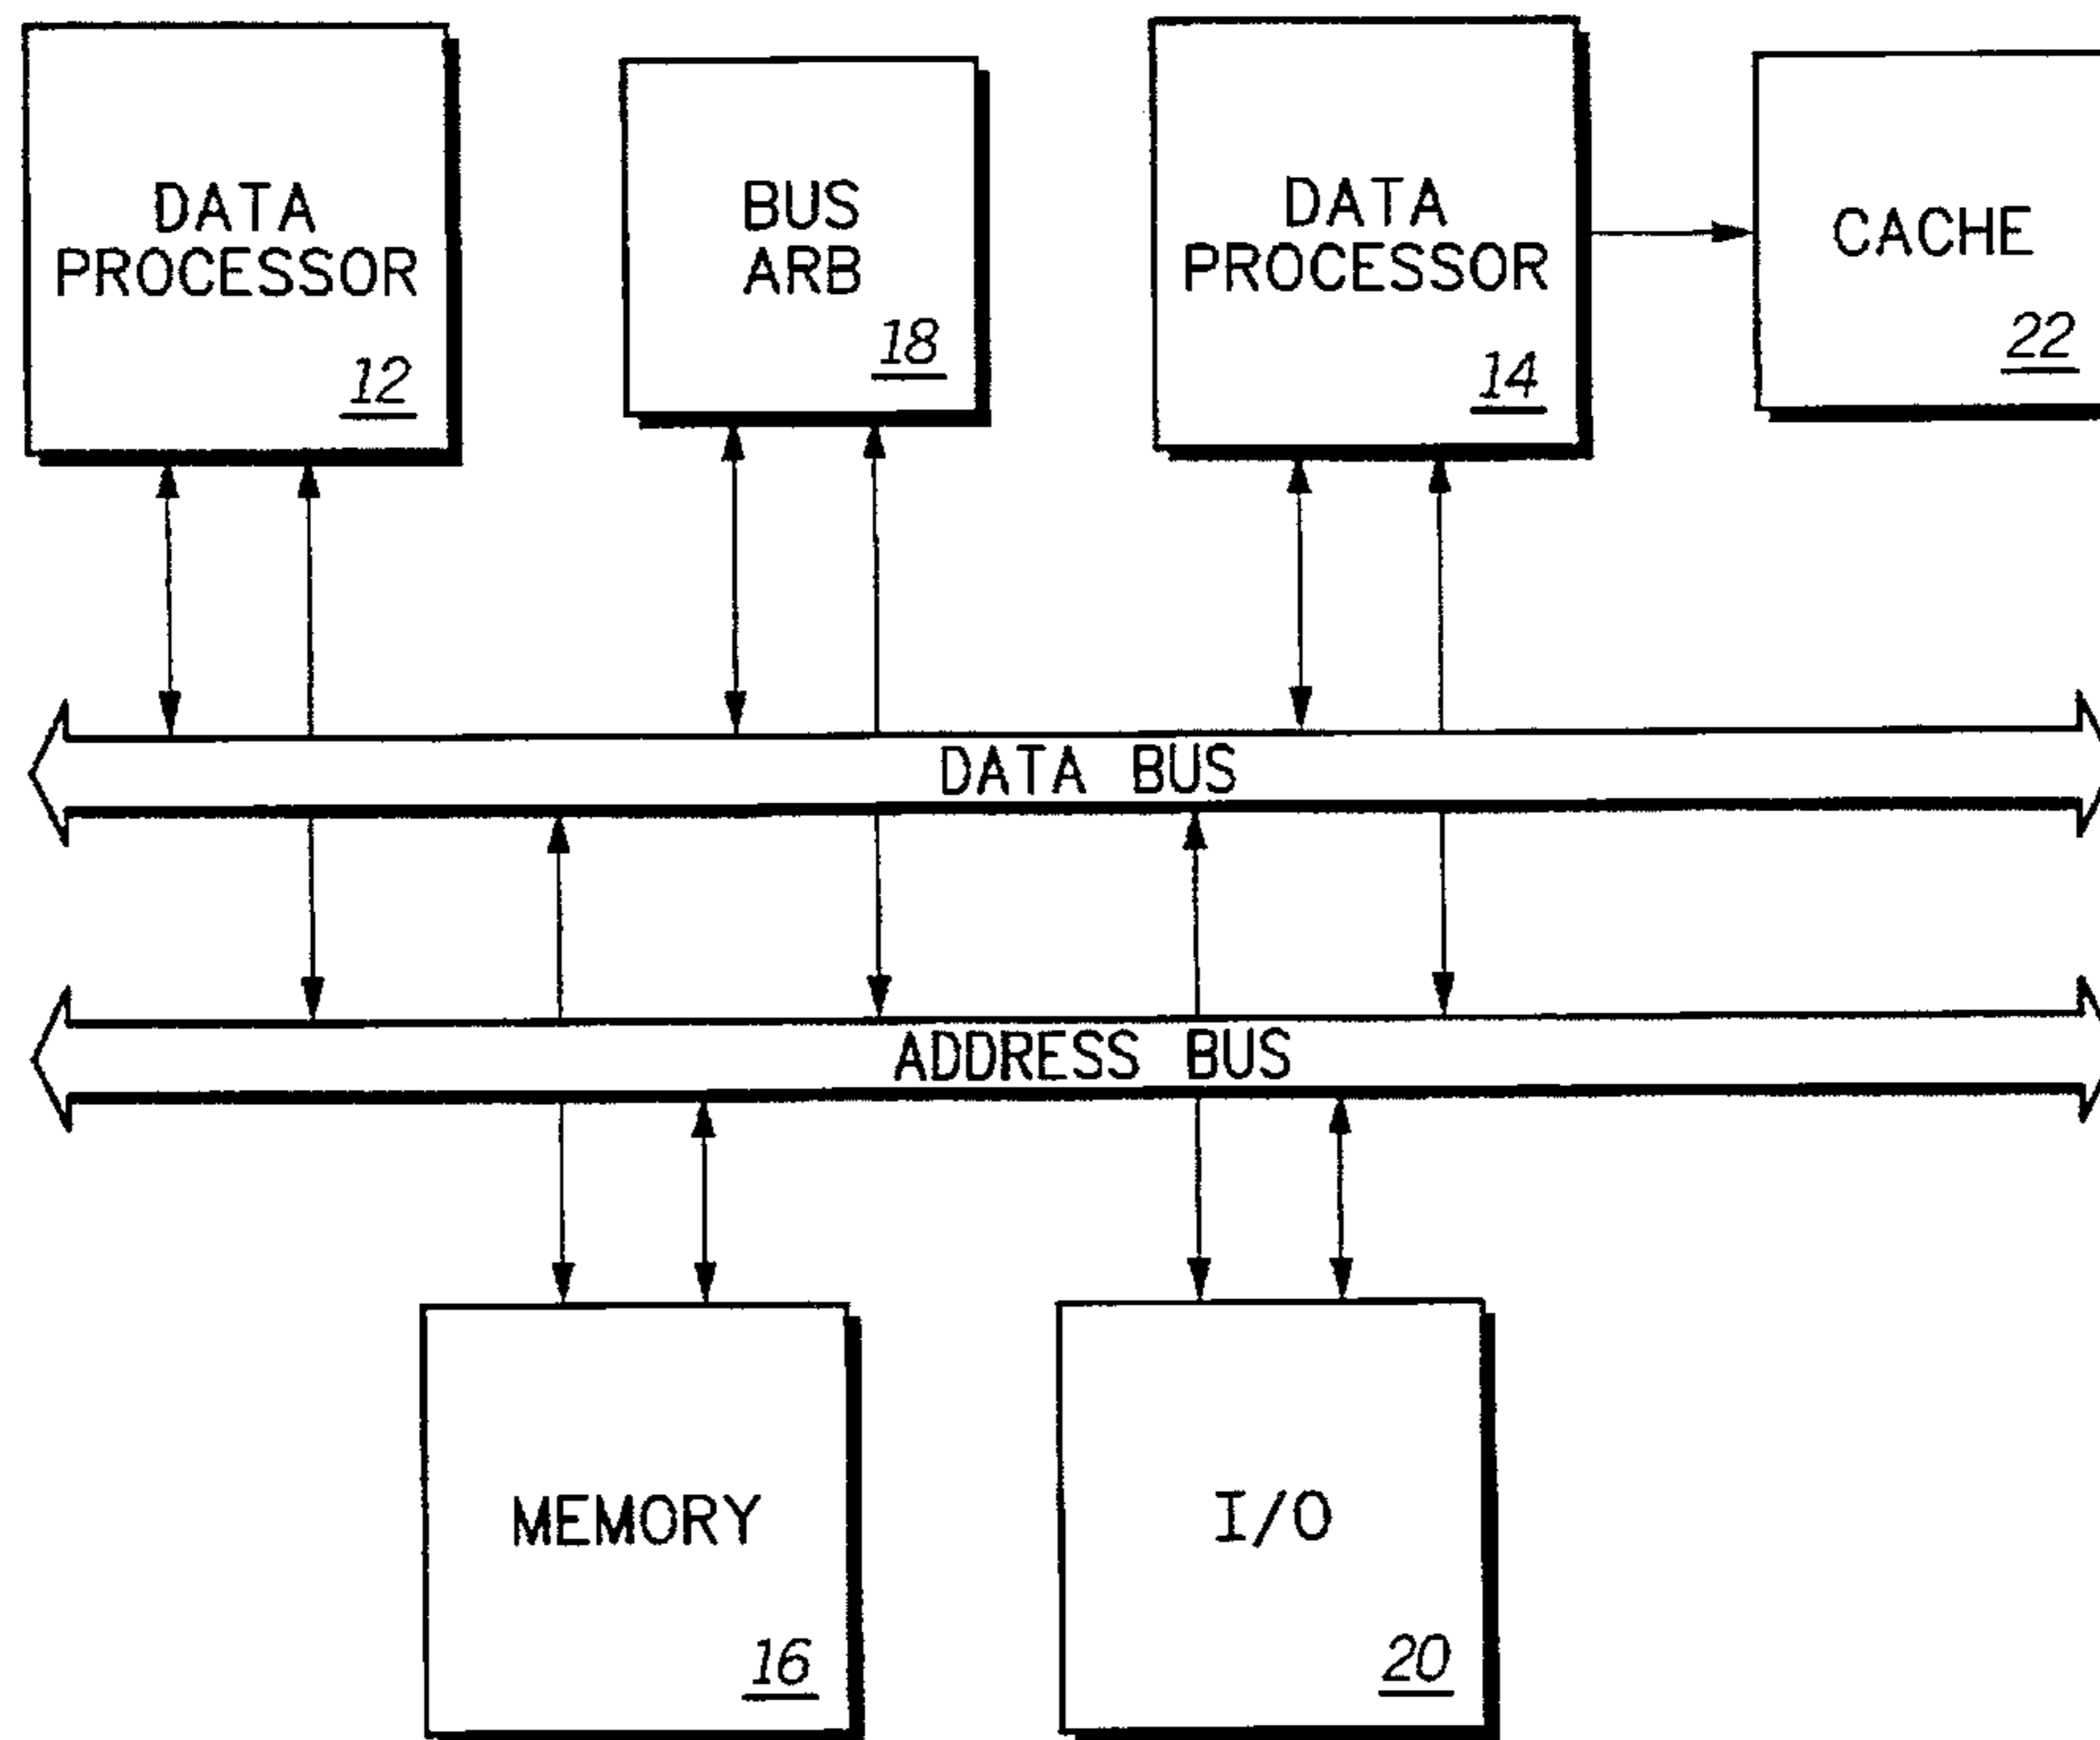 DATA
PROCESSOR
12
BUS
ARB
18
DATA
PROCESSOR
14
CACHE
22
DATA BUS
ADDRESS BUS
MEMORY
16
I/O
20